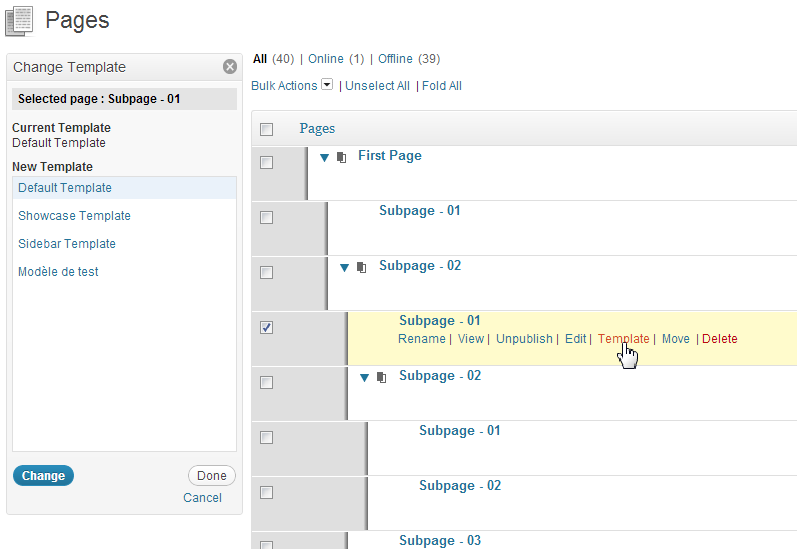 Pages
Change Template
Selected page : Subpage - 01
Current Template
Default Template
New Template
Default Template
Showcase Template
Sidebar Template
Modèle de test
Change
Done
Cancel
All (40) | Online (1) | Offline (39)
Bulk Actions | Unselect All | Fold All
Pages
First Page
Subpage - 01
Subpage - 02
Subpage - 01
Rename | View | Unpublish | Edit | Template | Move | Delete
Subpage - 02
Subpage - 01
Subpage - 02
Subpage - 03